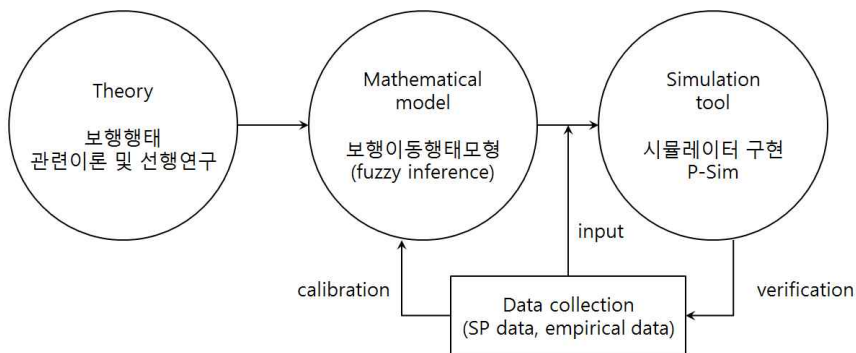 Theory
보행행태
관련이론 및 선행연구
Mathematical
model
보행이동행태모형
(fuzzy inference)
Simulation
tool
시뮬레이터 구현
P-Sim
input
calibration
Data collection
(SP data, empirical data)
verification